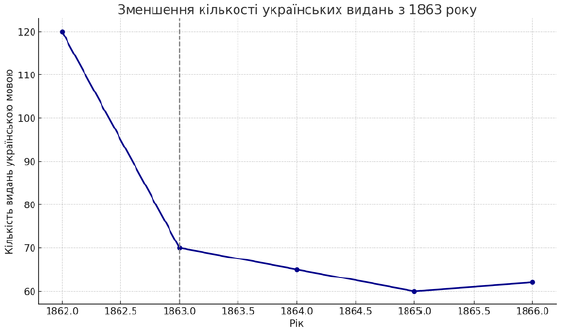 Зменшення кількості українських видань з 1863 року
Кількість видань українською мовою
120
110
100
90
80
70
60
1862.0 1862.5 1863.0 1863.5 1864.0 1864.5 1865.0 1865.5 1866.0
Рік